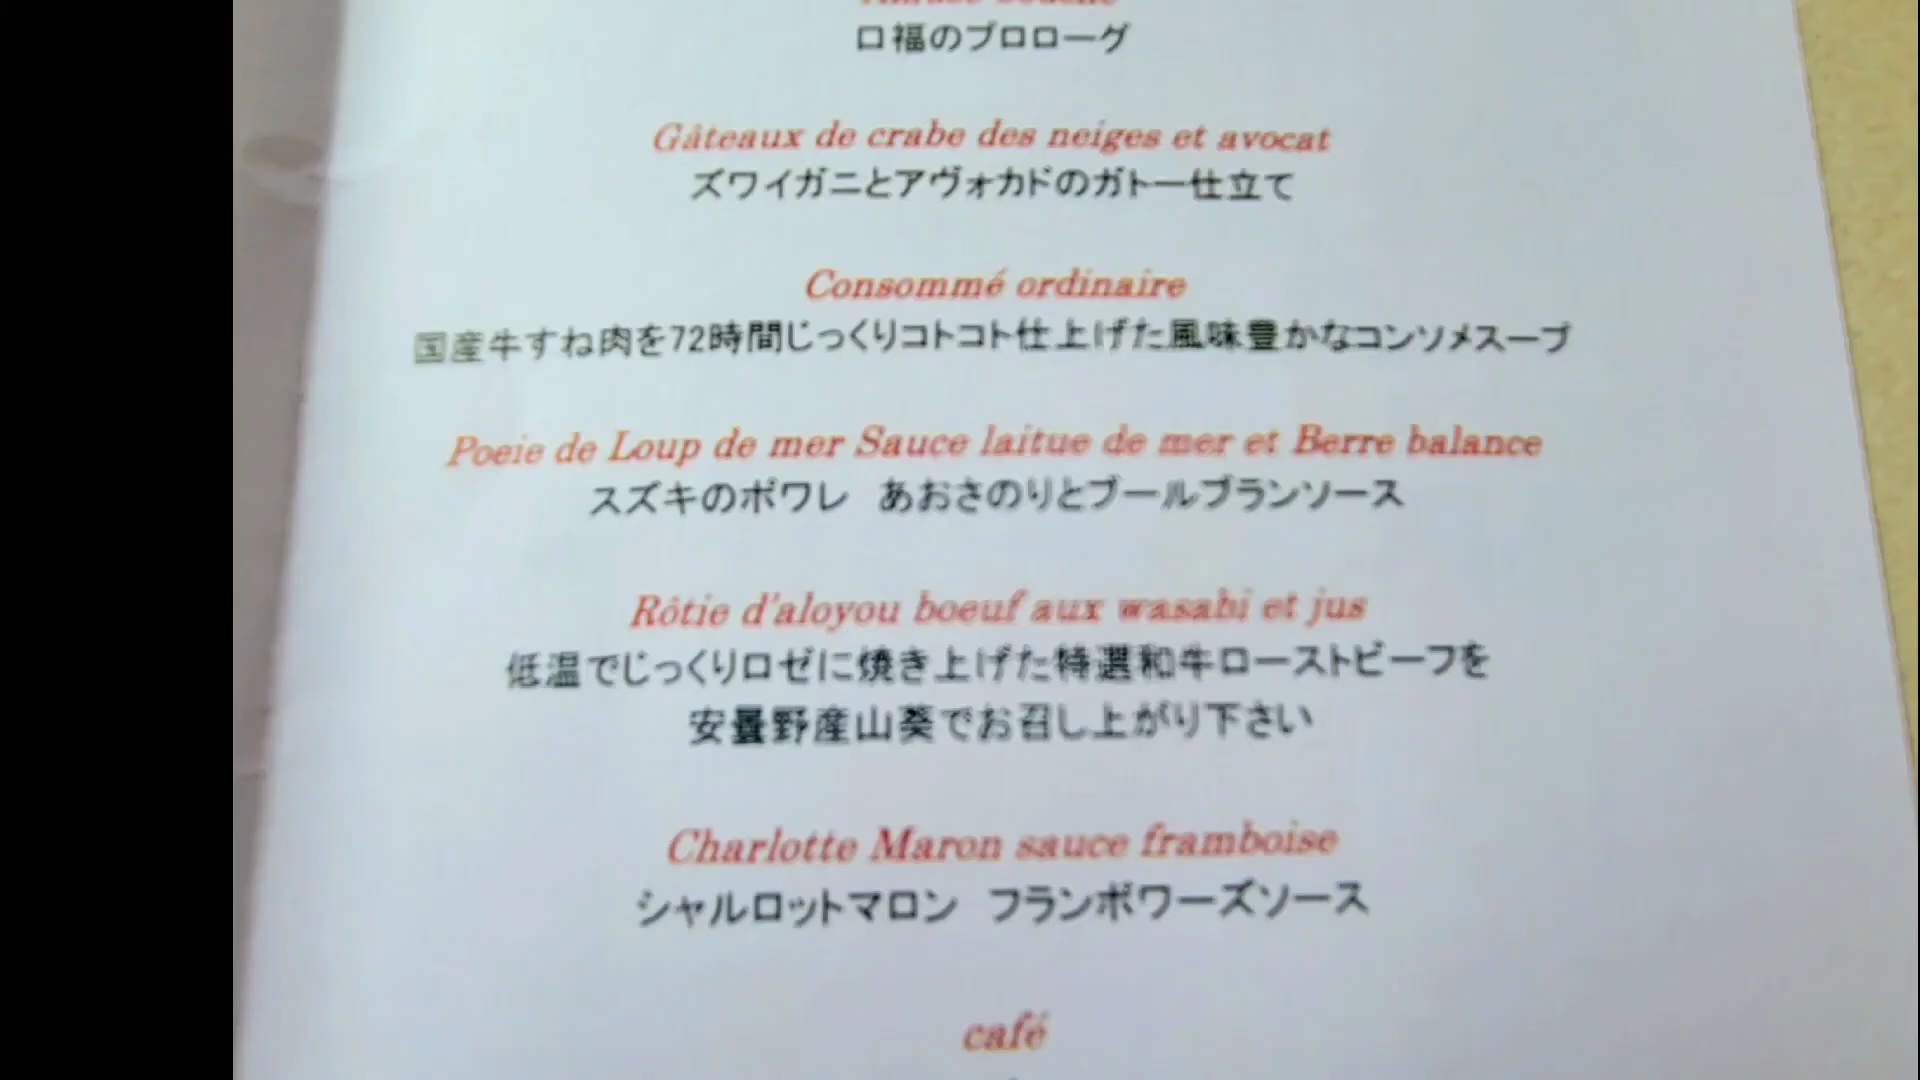 口福のプロローグ
Gâteaux de crabe des neiges et avocat
ズワイガニとアヴォカドのガトー仕立て
Consommé ordinaire
国産牛すね肉を72時間じっくりコトコト仕上げた風味豊かなコンソメスープ
Poeie de Loup de mer Sauce laitue de mer et Berre balance
スズキのポワレ あおさのりとブールブランソース
Rôtie d'aloyou boeuf aux wasabi et jus
低温でじっくりロゼに焼き上げた特選和牛ローストビーフを
安曇野産山葵でお召し上がり下さい
Charlotte Maron sauce framboise
シャルロットマロン フランボワーズソース
café